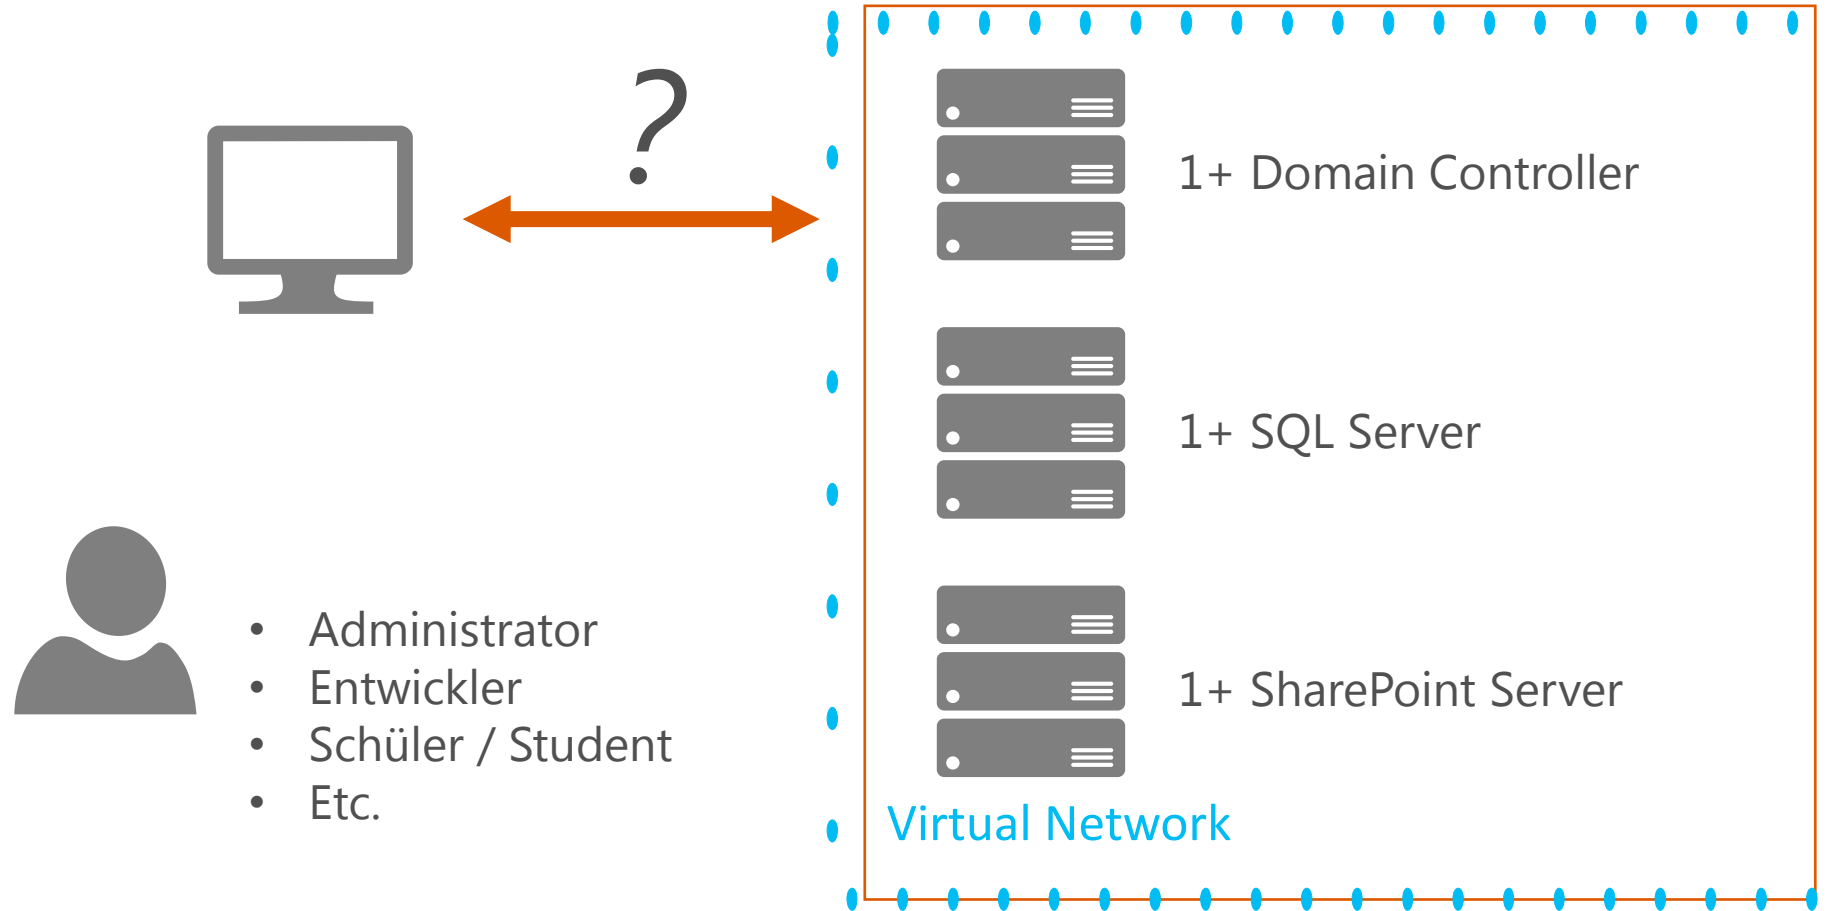 ?
1+ Domain Controller
1+ SQL Server
• Administrator
• Entwickler
• Schüler / Student
• Etc.
1+ SharePoint Server
Virtual Network